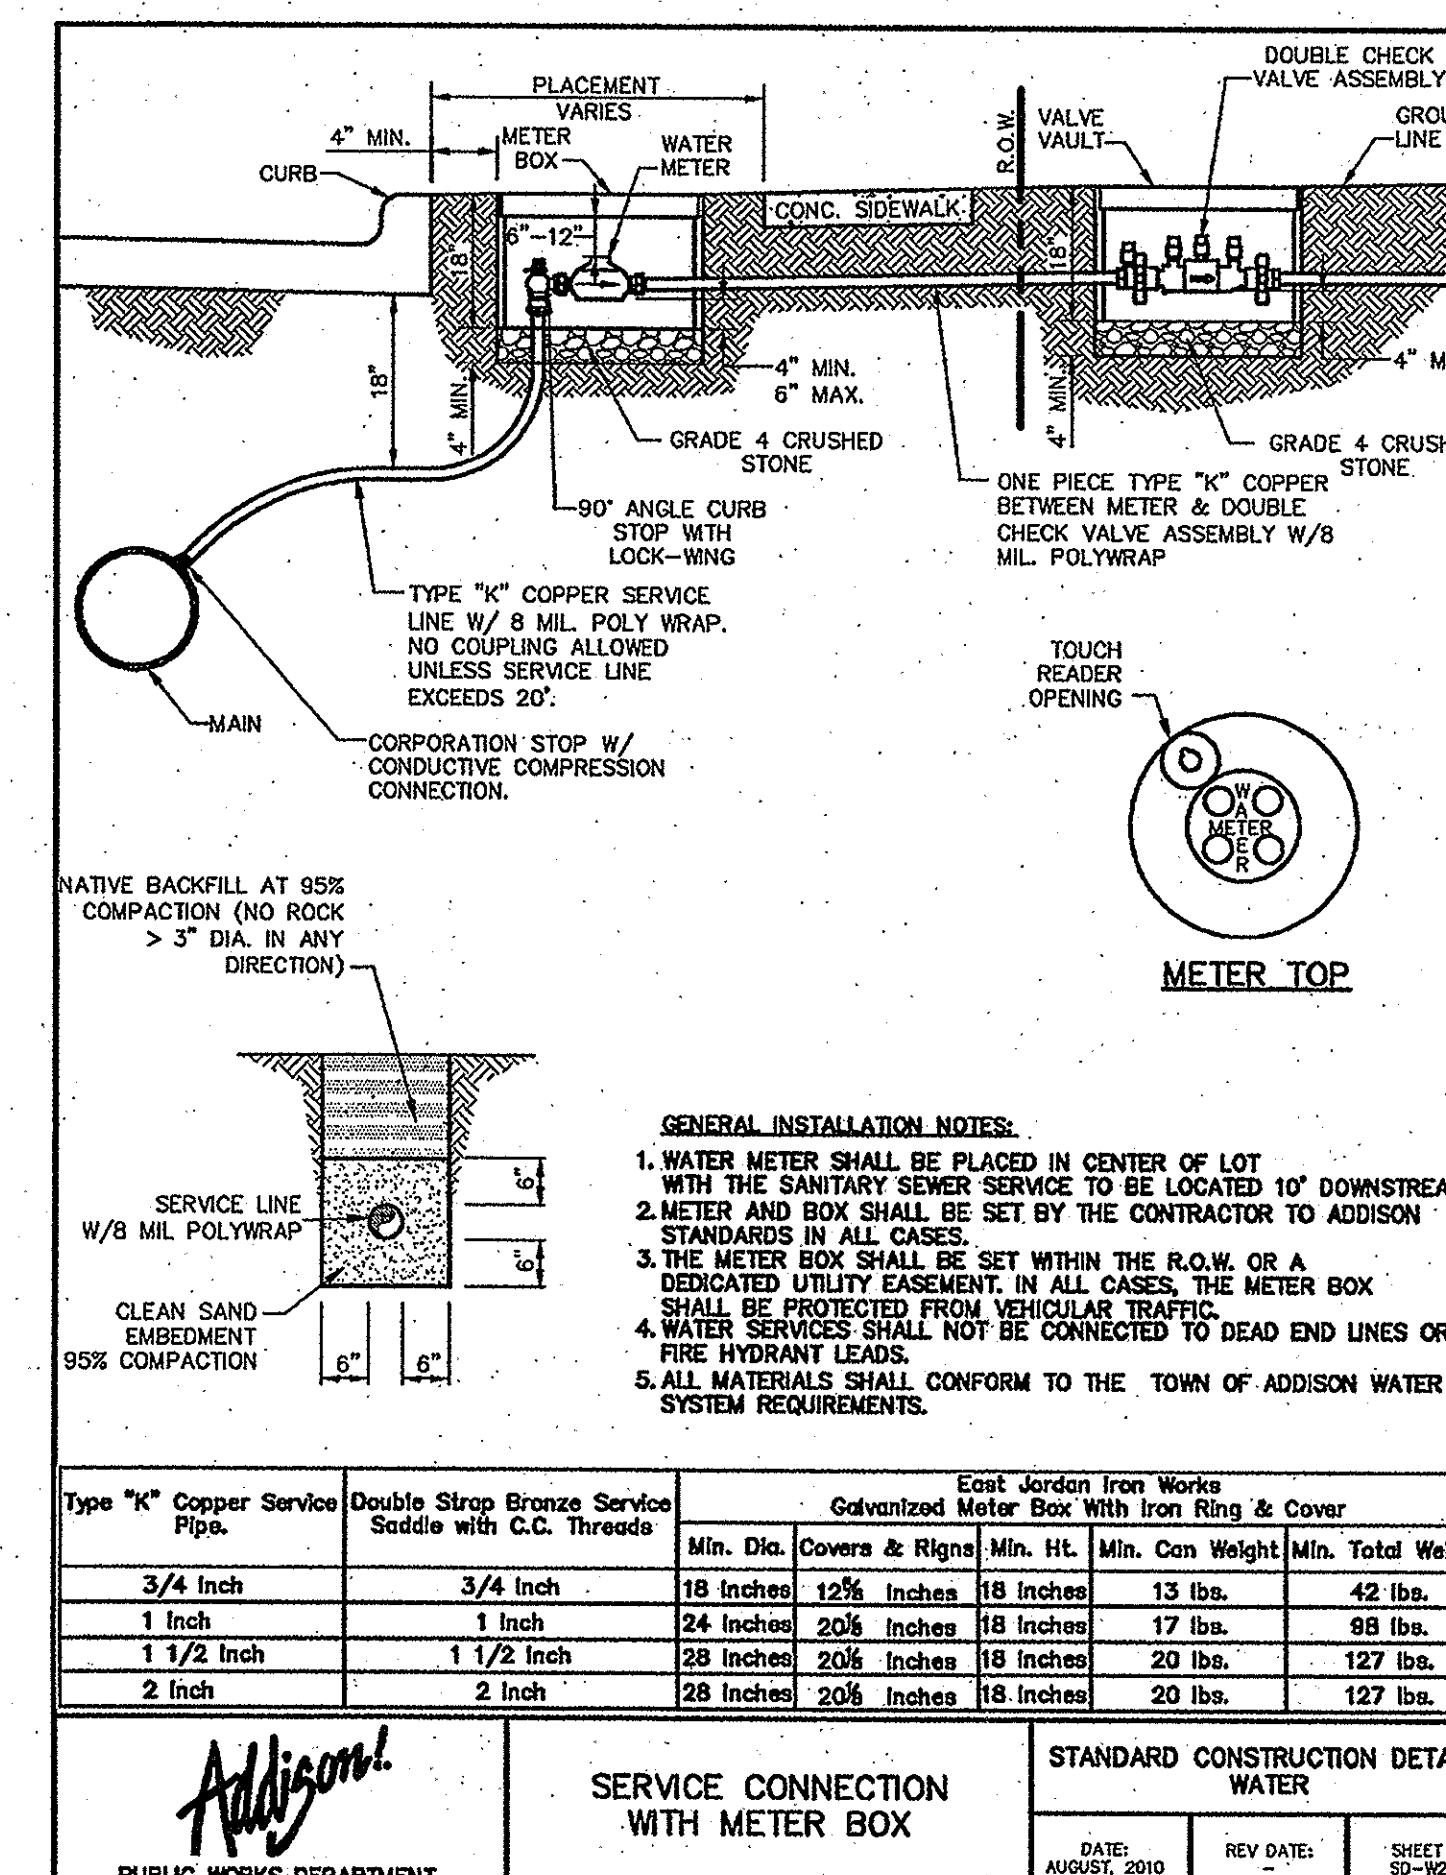 DOUBLE CHECK
VALVE ASSEMBLY
PLACEMENT
VARIES
4" MIN.
METER
BOX
WATER
METER
CURB
R.O.W.
VALVE
VAULT
LINE
CONC. SIDEWALK
6"-12"
18"
18"
18"
4" MIN.
4" MIN.
6" MAX.
4" MIN.
4"
GRADE 4 CRUSHED
STONE
GRADE 4
STONE
90° ANGLE CURB
STOP WITH
LOCK-WING
ONE PIECE TYPE "K" COPPER
BETWEEN METER & DOUBLE
CHECK VALVE ASSEMBLY W/8
MIL. POLYWRAP
TYPE "K" COPPER SERVICE
LINE W/ 8 MIL. POLY WRAP.
NO COUPLING ALLOWED
UNLESS SERVICE LINE
EXCEEDS 20'.
MAIN
CORPORATION STOP W/
CONDUCTIVE COMPRESSION
CONNECTION.
TOUCH
READER
OPENING
WATER
METER
METER TOP
NATIVE BACKFILL AT 95%
COMPACTION (NO ROCK
> 3" DIA. IN ANY
DIRECTION)
6"
SERVICE LINE
W/8 MIL POLYWRAP
6"
CLEAN SAND
EMBEDMENT
95% COMPACTION
6" 6"
GENERAL INSTALLATION NOTES:
1. WATER METER SHALL BE PLACED IN CENTER OF LOT
WITH THE SANITARY SEWER SERVICE TO BE LOCATED 10'
2. METER AND BOX SHALL BE SET BY THE CONTRACTOR TO ADDISON
STANDARDS IN ALL CASES.
3. THE METER BOX SHALL BE SET WITHIN THE R.O.W. OR A
DEDICATED UTILITY EASEMENT. IN ALL CASES, THE METER BOX
SHALL BE PROTECTED FROM VEHICULAR TRAFFIC.
4. WATER SERVICES SHALL NOT BE CONNECTED TO DEAD END LINES OR
FIRE HYDRANT LEADS.
5. ALL MATERIALS SHALL CONFORM TO THE TOWN OF ADDISON WATER
SYSTEM REQUIREMENTS.
Type "K" Copper Service Pipe. Double Strap Bronze Service Saddle with C.C. Threads
East Jordan Iron Works
Galvanized Meter Box With Iron Ring & Cover
Min. Dia. Covers & Rigns Min. Ht. Min. Can Weight Min. Total
3/4 Inch 3/4 Inch 18 Inches Inches 18 Inches 13 lbs. 42 lbs.
1 Inch 1 Inch 24 Inches Inches 18 Inches 17 lbs. 98 lbs.
1 1/2 Inch 1 1/2 Inch 28 Inches Inches 18 Inches 20 lbs. 127 lbs.
2 Inch 2 Inch 28 Inches Inches 18 Inches 20 lbs. 127 lbs.
Addison!
PUBLIC WORKS DEPARTMENT
SERVICE CONNECTION
WITH METER BOX
STANDARD CONSTRUCTION
WATER
DATE:
AUGUST, 2010
REV DATE:
-
SHEET
SD-W2